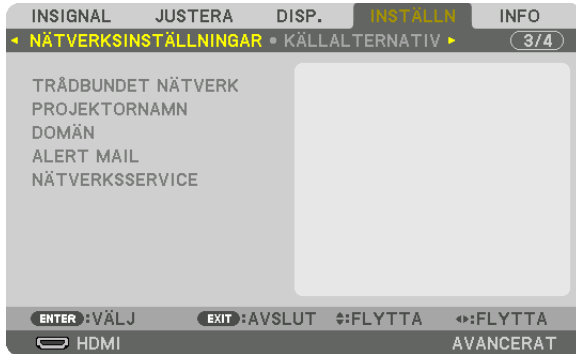 INSIGNAL JUSTERA DISP. INSTÄLLN INFO
◂ NÄTVERKSINSTÄLLNINGAR • KÄLLALTERNATIV ▸ 3/4
TRÅDBUNDET NÄTVERK
PROJEKTORNAMN
DOMÄN
ALERT MAIL
NÄTVERKSSERVICE
ENTER :VÄLJ EXIT :AVSLUT :FLYTTA :FLYTTA
HDMI AVANCERAT